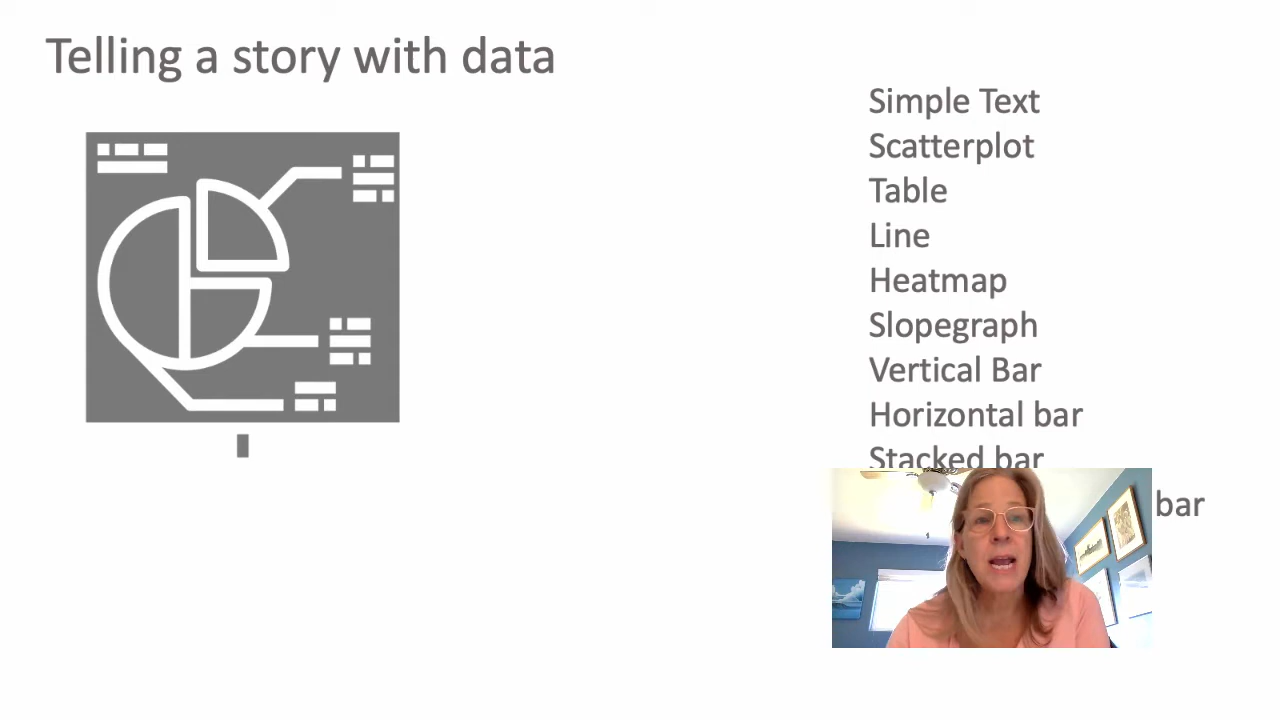 Telling a story with data
Simple Text
Scatterplot
Table
Line
Heatmap
Slopegraph
Vertical Bar
Horizontal bar
Stacked bar
bar